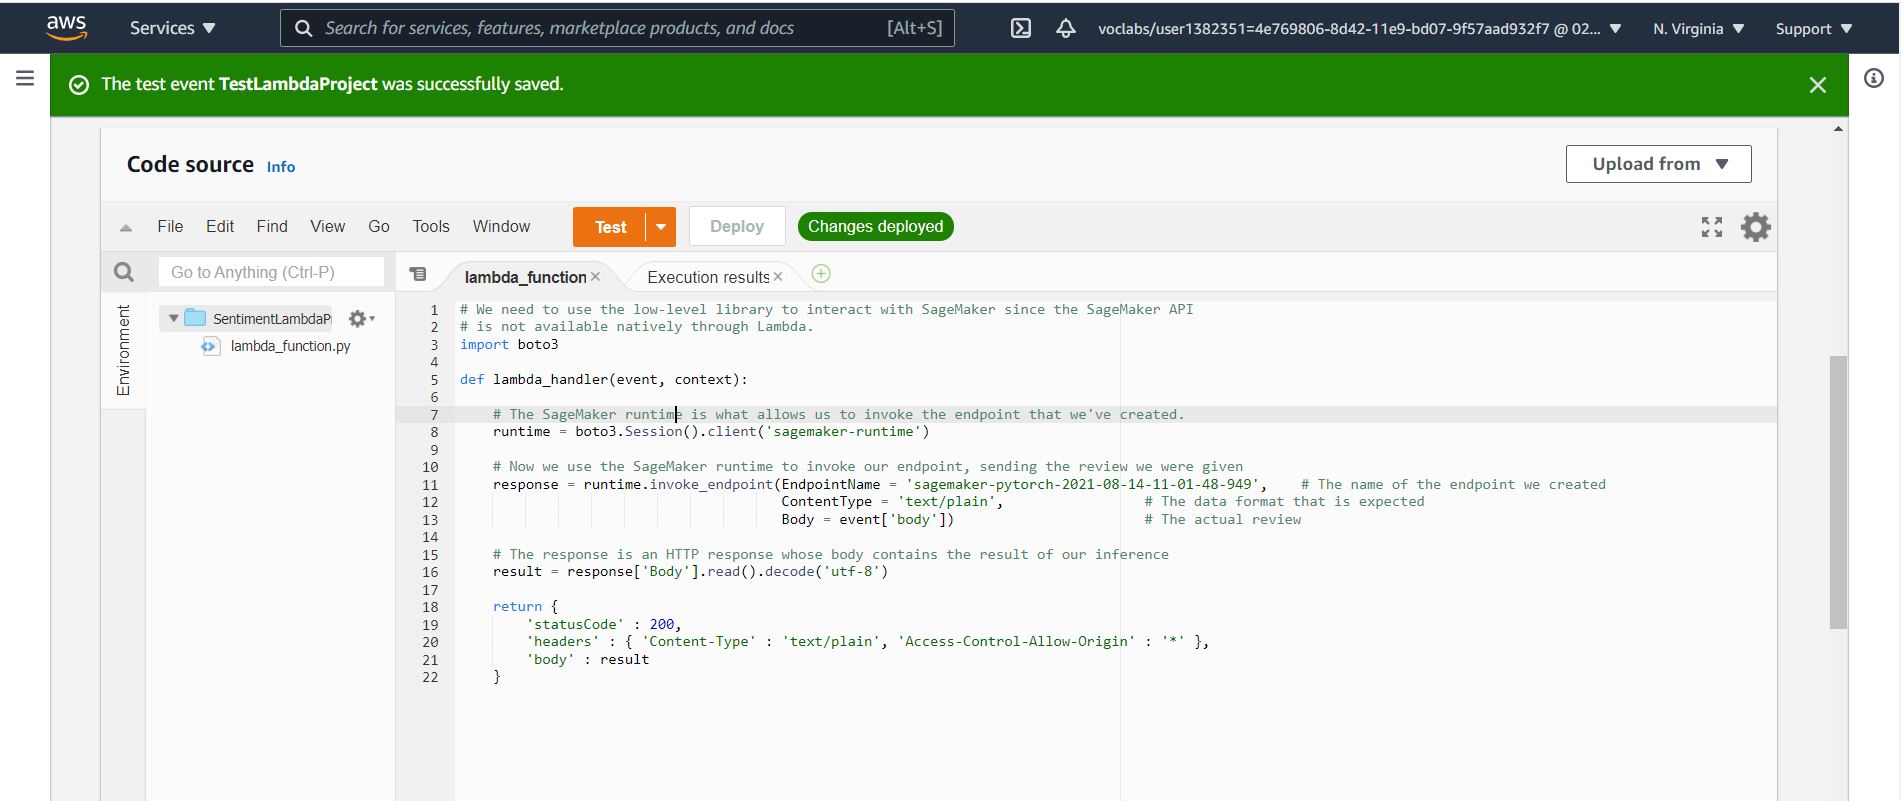 aws Services Search for services, features, marketplace products, and docs [Alt+S] voclabs/user1382351=4e769806-8d42-11e9-bd07-9f57aad932f7 @ 02... N. Virginia Support
The test event TestLambdaProject was successfully saved.
Code source Info Upload from
File Edit Find View Go Tools Window Test Deploy Changes deployed
Go to Anything (Ctrl-P) lambda_function Execution results
Environment
SentimentLambdaP
lambda_function.py
1 # We need to use the low-level library to interact with SageMaker since the SageMaker API
2 # is not available natively through Lambda.
3 import boto3
4
5 def lambda_handler(event, context):
6
7 # The SageMaker runtime is what allows us to invoke the endpoint that we've created.
8 runtime = boto3.Session().client('sagemaker-runtime')
9
10 # Now we use the SageMaker runtime to invoke our endpoint, sending the review we were given
11 response = runtime.invoke_endpoint(EndpointName = 'sagemaker-pytorch-2021-08-14-11-01-48-949', # The name of the endpoint we created
12 ContentType = 'text/plain', # The data format that is expected
13 Body = event['body']) # The actual review
14
15 # The response is an HTTP response whose body contains the result of our inference
16 result = response['Body'].read().decode('utf-8')
17
18 return {
19 'statusCode' : 200,
20 'headers' : { 'Content-Type' : 'text/plain', 'Access-Control-Allow-Origin' : '*' },
21 'body' : result
22 }